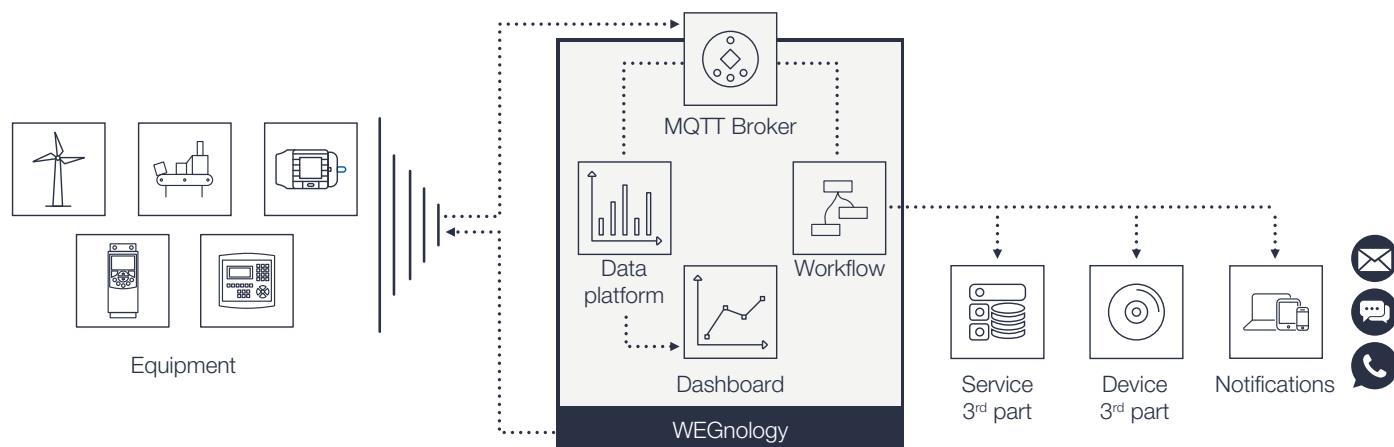 MQTT Broker
Equipment
Data
platform
Workflow
Dashboard
WEGnology
Service
3rd part
Device
3rd part
Notifications